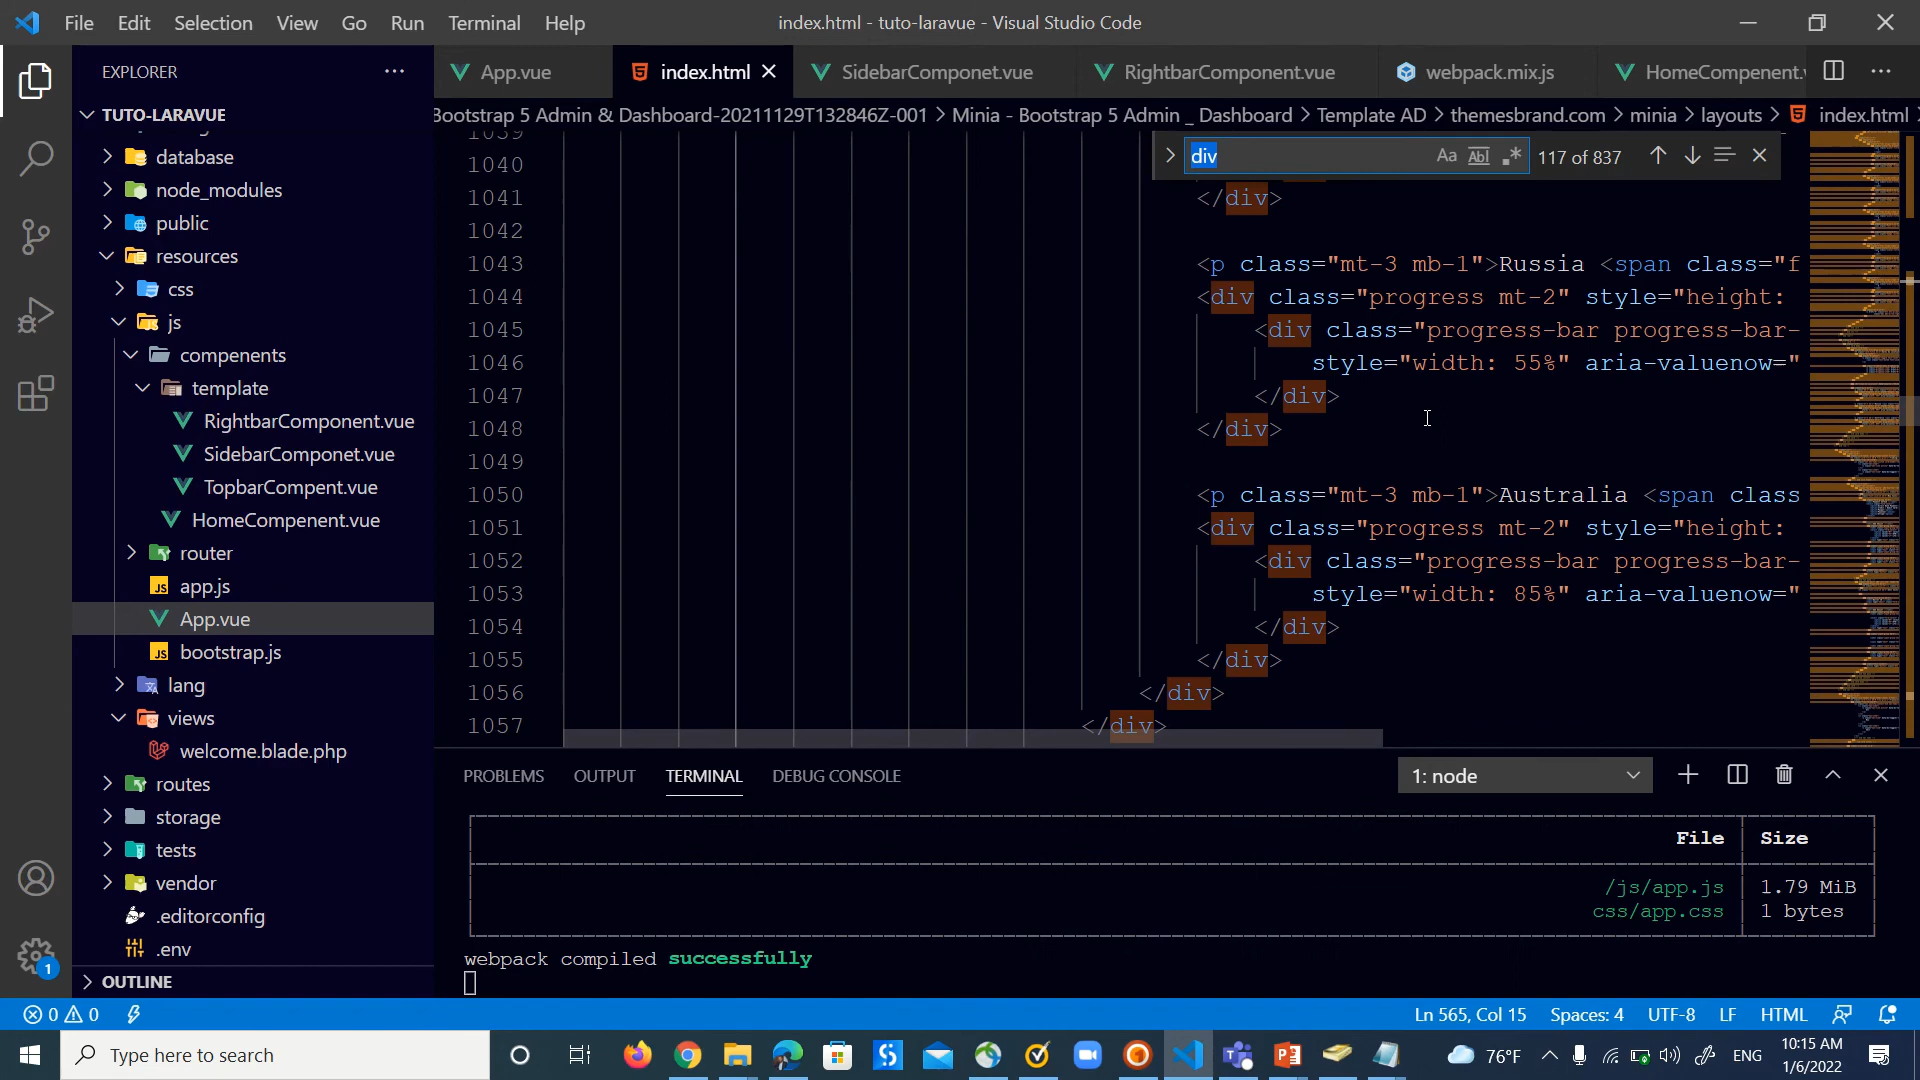 File Edit Selection View Go Run Terminal Help
index.html - tuto-laravue - Visual Studio Code
EXPLORER
App.vue
index.html
SidebarComponet.vue
RightbarComponent.vue
webpack.mix.js
HomeCompenent.
TUTO-LARAVUE
Bootstrap 5 Admin & Dashboard-20211129T132846Z-001 > Minia - Bootstrap 5 Admin _ Dashboard > Template AD > themesbrand.com > minia > layouts > index.html
div
Aa Abl .* 117 of 837
database
node_modules
public
resources
css
js
compenents
template
RightbarComponent.vue
SidebarComponet.vue
TopbarCompent.vue
HomeCompenent.vue
router
app.js
App.vue
bootstrap.js
lang
views
welcome.blade.php
routes
storage
tests
vendor
.editorconfig
.env
OUTLINE
1039
1040
1041 </div>
1042
1043 <p class="mt-3 mb-1">Russia <span class="f
1044 <div class="progress mt-2" style="height:
1045 <div class="progress-bar progress-bar-
1046 style="width: 55%" aria-valuenow="
1047 </div>
1048 </div>
1049
1050 <p class="mt-3 mb-1">Australia <span class
1051 <div class="progress mt-2" style="height:
1052 <div class="progress-bar progress-bar-
1053 style="width: 85%" aria-valuenow="
1054 </div>
1055 </div>
1056 </div>
1057 </div>
PROBLEMS OUTPUT TERMINAL DEBUG CONSOLE
1: node
File Size
/js/app.js 1.79 MiB
css/app.css 1 bytes
webpack compiled successfully
1
0 0
Ln 565, Col 15 Spaces: 4 UTF-8 LF HTML
Type here to search
76°F
ENG
10:15 AM
1/6/2022